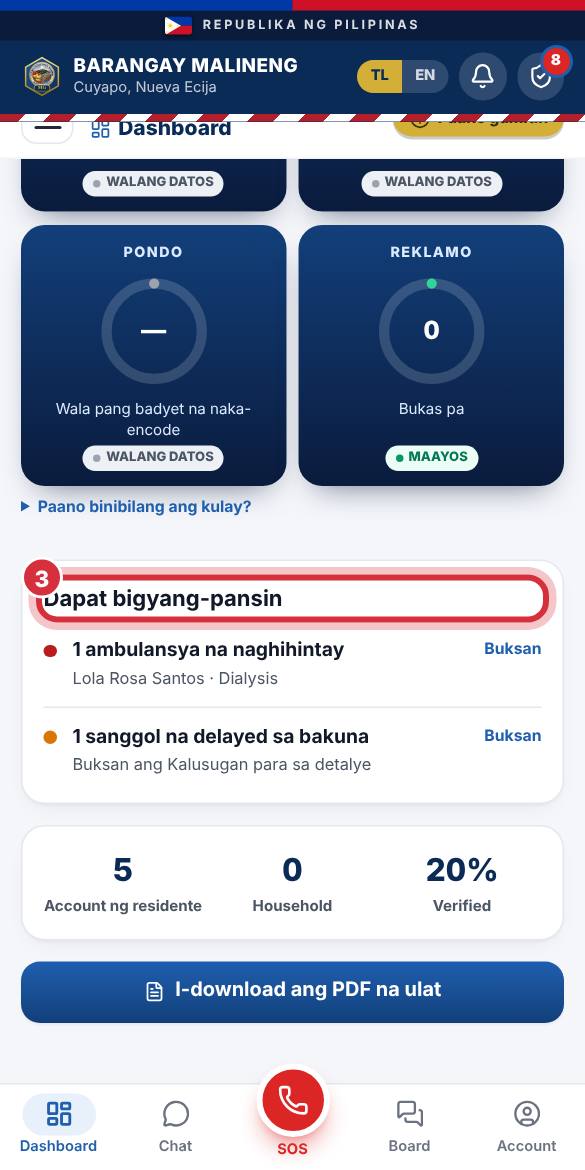 REPUBLIKA NG PILIPINAS
BARANGAY MALINENG
Cuyapo, Nueva Ecija
TL EN
8
Dashboard
WALANG DATOS
WALANG DATOS
PONDO
—
Wala pang badyet na naka-
encode
WALANG DATOS
REKLAMO
0
Bukas pa
MAAYOS
Paano binibilang ang kulay?
3
Dapat bigyang-pansin
1 ambulansya na naghihintay
Buksan
Lola Rosa Santos · Dialysis
1 sanggol na delayed sa bakuna
Buksan
Buksan ang Kalusugan para sa detalye
5
Account ng residente
0
Household
20%
Verified
I-download ang PDF na ulat
Dashboard
Chat
SOS
Board
Account